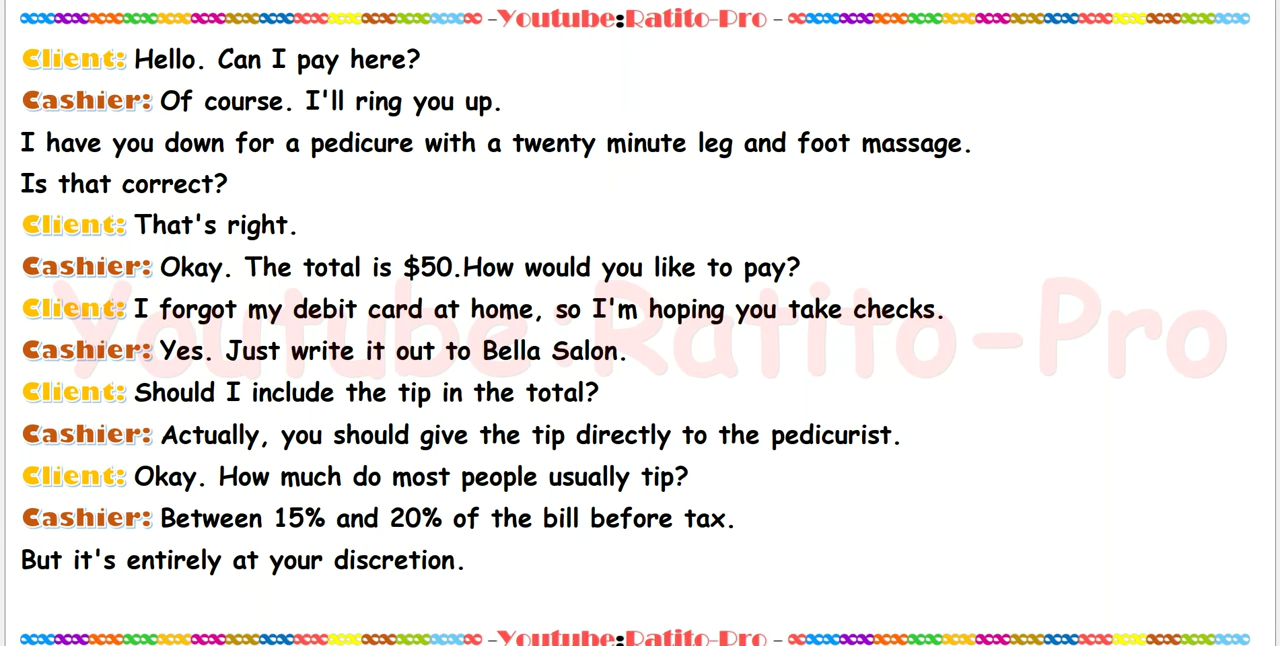 -Youtube:Ratito-Pro -
Client: Hello. Can I pay here?
Cashier: Of course. I'll ring you up.
I have you down for a pedicure with a twenty minute leg and foot massage.
Is that correct?
Client: That's right.
Cashier: Okay. The total is $50.How would you like to pay?
Client: I forgot my debit card at home, so I'm hoping you take checks.
Youtube:Ratito-Pro
Cashier: Yes. Just write it out to Bella Salon.
Client: Should I include the tip in the total?
Cashier: Actually, you should give the tip directly to the pedicurist.
Client: Okay. How much do most people usually tip?
Cashier: Between 15% and 20% of the bill before tax.
But it's entirely at your discretion.
-Youtube:Ratito-Pro -